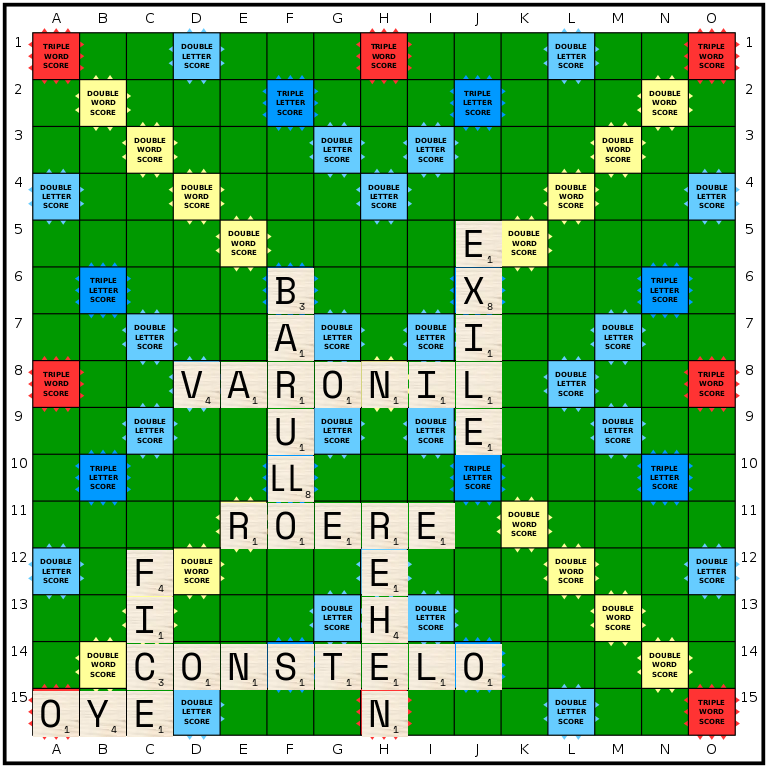 A B C D E F G H I J K L M N O
1 TRIPLE WORD SCORE DOUBLE LETTER SCORE TRIPLE WORD SCORE DOUBLE LETTER SCORE TRIPLE WORD SCORE 1
2 DOUBLE WORD SCORE TRIPLE LETTER SCORE TRIPLE LETTER SCORE DOUBLE WORD SCORE 2
3 DOUBLE WORD SCORE DOUBLE LETTER SCORE DOUBLE LETTER SCORE DOUBLE WORD SCORE 3
4 DOUBLE LETTER SCORE DOUBLE WORD SCORE DOUBLE LETTER SCORE DOUBLE WORD SCORE DOUBLE LETTER SCORE 4
5 DOUBLE WORD SCORE E1 DOUBLE WORD SCORE 5
6 TRIPLE LETTER SCORE B3 X8 TRIPLE LETTER SCORE 6
7 DOUBLE LETTER SCORE A1 DOUBLE LETTER SCORE DOUBLE LETTER SCORE I1 DOUBLE LETTER SCORE 7
8 TRIPLE WORD SCORE V4 A1 R1 O1 N1 I1 L1 DOUBLE LETTER SCORE TRIPLE WORD SCORE 8
9 DOUBLE LETTER SCORE U1 DOUBLE LETTER SCORE DOUBLE LETTER SCORE E1 DOUBLE LETTER SCORE 9
10 TRIPLE LETTER SCORE LL8 TRIPLE LETTER SCORE TRIPLE LETTER SCORE 10
11 R1 O1 E1 R1 E1 DOUBLE WORD SCORE 11
12 DOUBLE LETTER SCORE F4 DOUBLE WORD SCORE E1 DOUBLE WORD SCORE DOUBLE LETTER SCORE 12
13 I1 DOUBLE LETTER SCORE H4 DOUBLE LETTER SCORE DOUBLE WORD SCORE 13
14 DOUBLE WORD SCORE C3 O1 N1 S1 T1 E1 L1 O1 DOUBLE WORD SCORE 14
15 O1 Y4 E1 DOUBLE LETTER SCORE N1 DOUBLE LETTER SCORE TRIPLE WORD SCORE 15
A B C D E F G H I J K L M N O